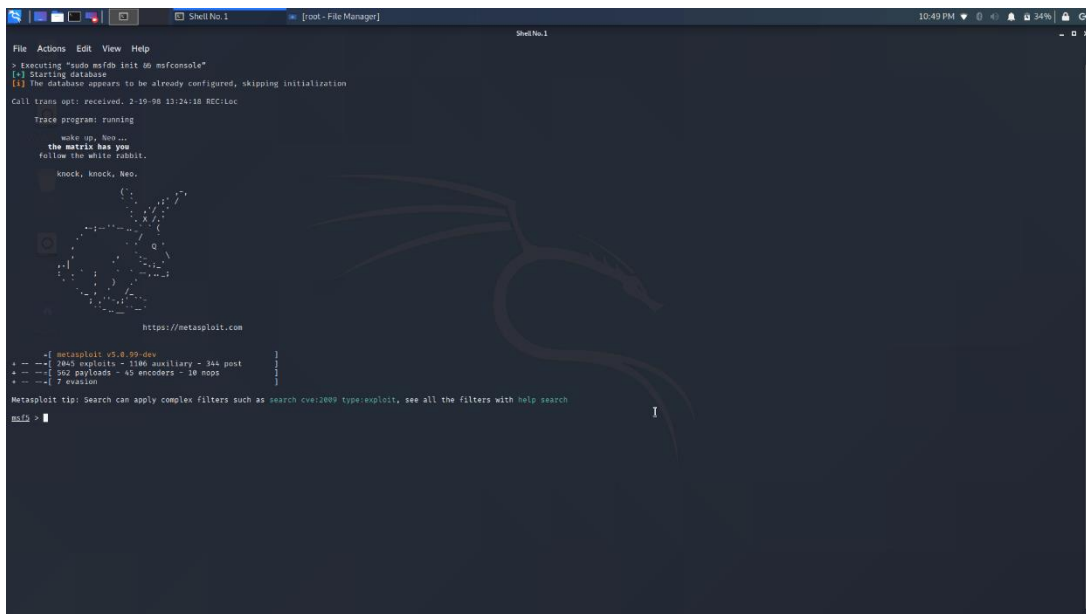 Shell No. 1
[root - File Manager]
10:49 PM
34%
Shell No. 1
File Actions Edit View Help
> Executing "sudo msfdb init && msfconsole"
[+] Starting database
[i] The database appears to be already configured, skipping initialization
Call trans opt: received. 2-19-98 13:24:18 REC:Loc
Trace program: running
wake up, Neo...
the matrix has you
follow the white rabbit.
knock, knock, Neo.
https://metasploit.com
=[ metasploit v5.0.99-dev ]
+ -- --=[ 2045 exploits - 1106 auxiliary - 344 post ]
+ -- --=[ 562 payloads - 45 encoders - 10 nops ]
+ -- --=[ 7 evasion ]
Metasploit tip: Search can apply complex filters such as search cve:2009 type:exploit, see all the filters with help search
msf5 >